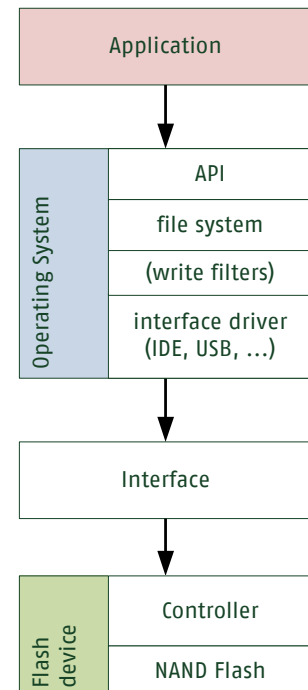 Application
Operating System
API
file system
(write filters)
interface driver
(IDE, USB, ...)
Interface
Flash
device
Controller
NAND Flash